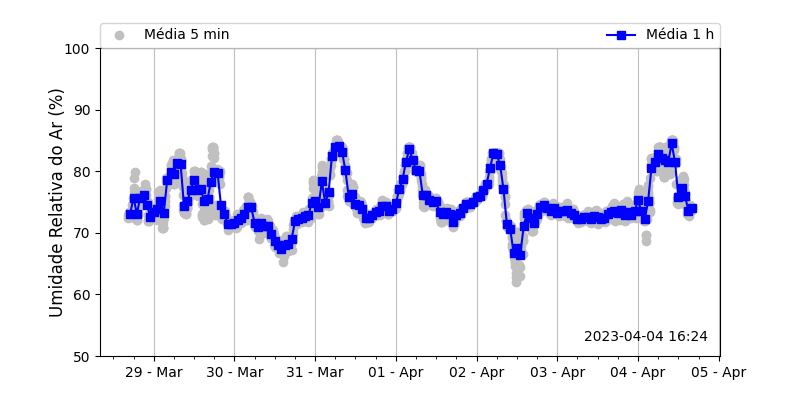 Média 5 min
Média 1 h
Umidade Relativa do Ar (%)
100
90
80
70
60
50
2023-04-04 16:24
29 - Mar
30 - Mar
31 - Mar
01 - Apr
02 - Apr
03 - Apr
04 - Apr
05 - Apr